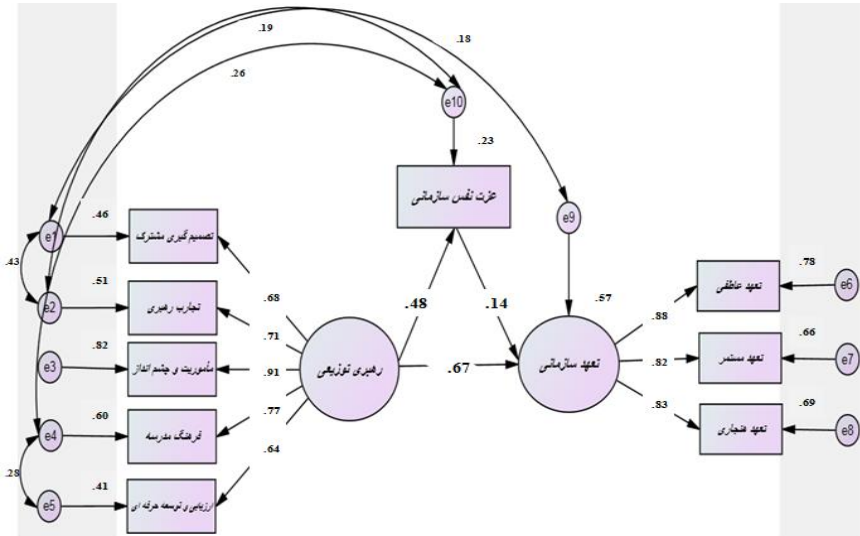 .19
.18
.26
e10
.23
عزت نفس سازمانی
e9
e1
.46
تصمیم گیری مشترک
.43
e2
.51
تجارب رهبری
.68
.71
.48
.14
.57
.78
تعهد عاطفی
e6
.88
e3
.82
مأموریت و چشم انداز
.91
رهبری توزیعی
.67
تعهد سازمانی
.82
.66
تعهد مستمر
e7
e4
.60
فرهنگ مدرسه
.77
.83
.69
تعهد هنجاری
e8
.28
.64
e5
.41
ارزیابی و توسعه حرفه ای